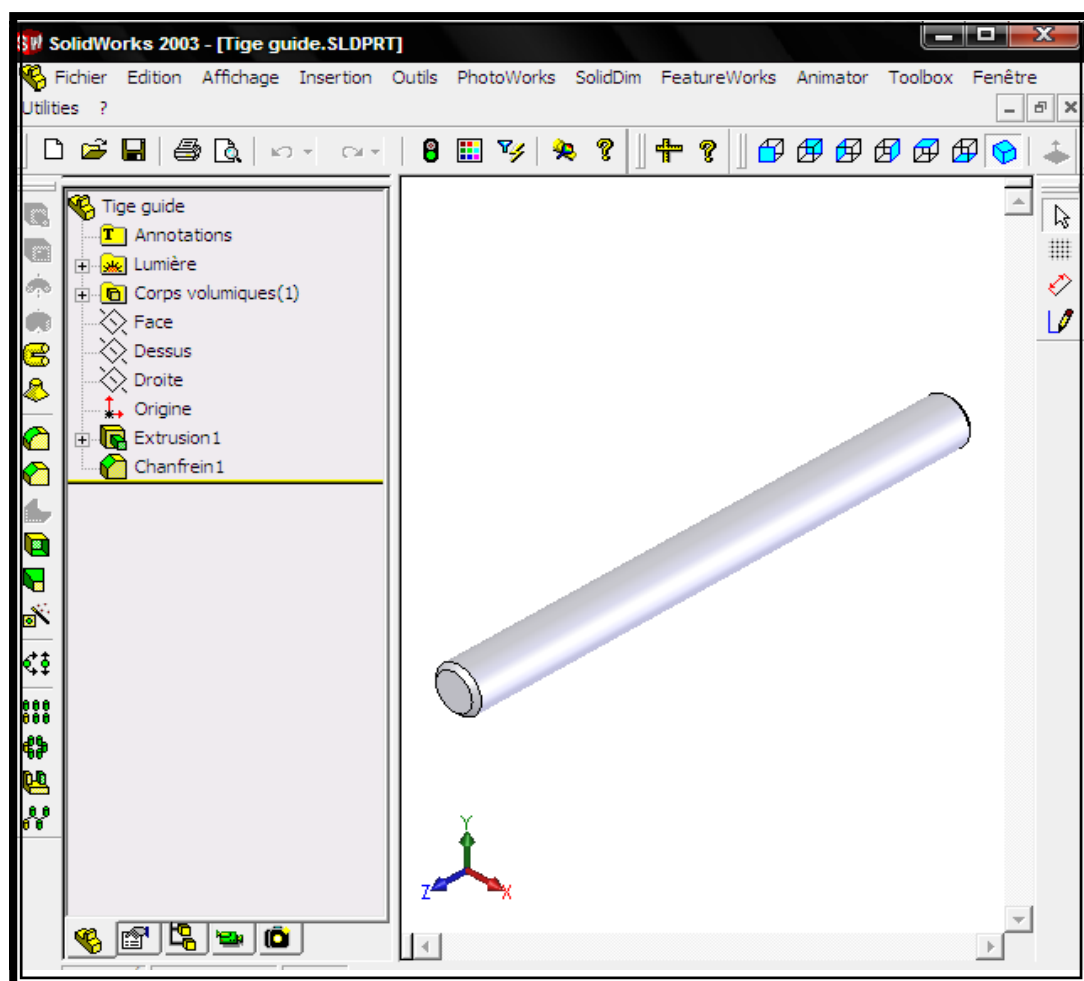 SolidWorks 2003 - [Tige guide.SLDPRT]
Fichier Edition Affichage Insertion Outils PhotoWorks SolidDim FeatureWorks Animator Toolbox Fenêtre
Utilities ?
Tige guide
Annotations
Lumière
Corps volumiques(1)
Face
Dessus
Droite
Origine
Extrusion1
Chanfrein1
Y
Z
X